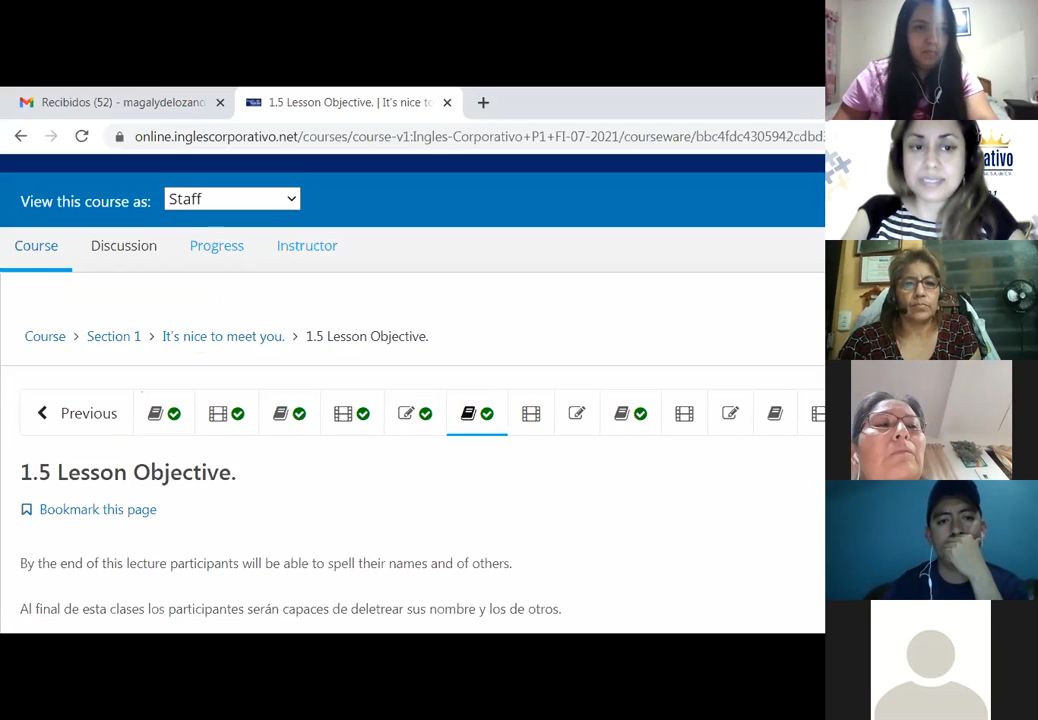 Recibidos (52) - magalydelozano
1.5 Lesson Objective. | It's nice to
online.inglescorporativo.net/courses/course-v1:Ingles-Corporativo+P1+FI-07-2021/courseware/bbc4fdc4305942cdbd
View this course as: Staff
Course Discussion Progress Instructor
Course > Section 1 > It's nice to meet you. > 1.5 Lesson Objective.
Previous
1.5 Lesson Objective.
Bookmark this page
By the end of this lecture participants will be able to spell their names and of others.
Al final de esta clases los participantes serán capaces de deletrear sus nombre y los de otros.
ativo